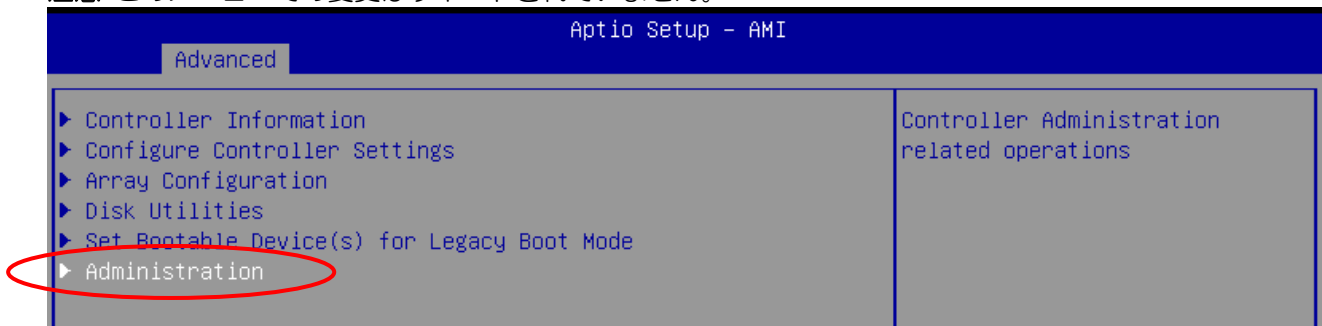 Aptio Setup – AMI
Advanced
Controller Information
Configure Controller Settings
Array Configuration
Disk Utilities
Set Bootable Device(s) for Legacy Boot Mode
Administration
Controller Administration
related operations